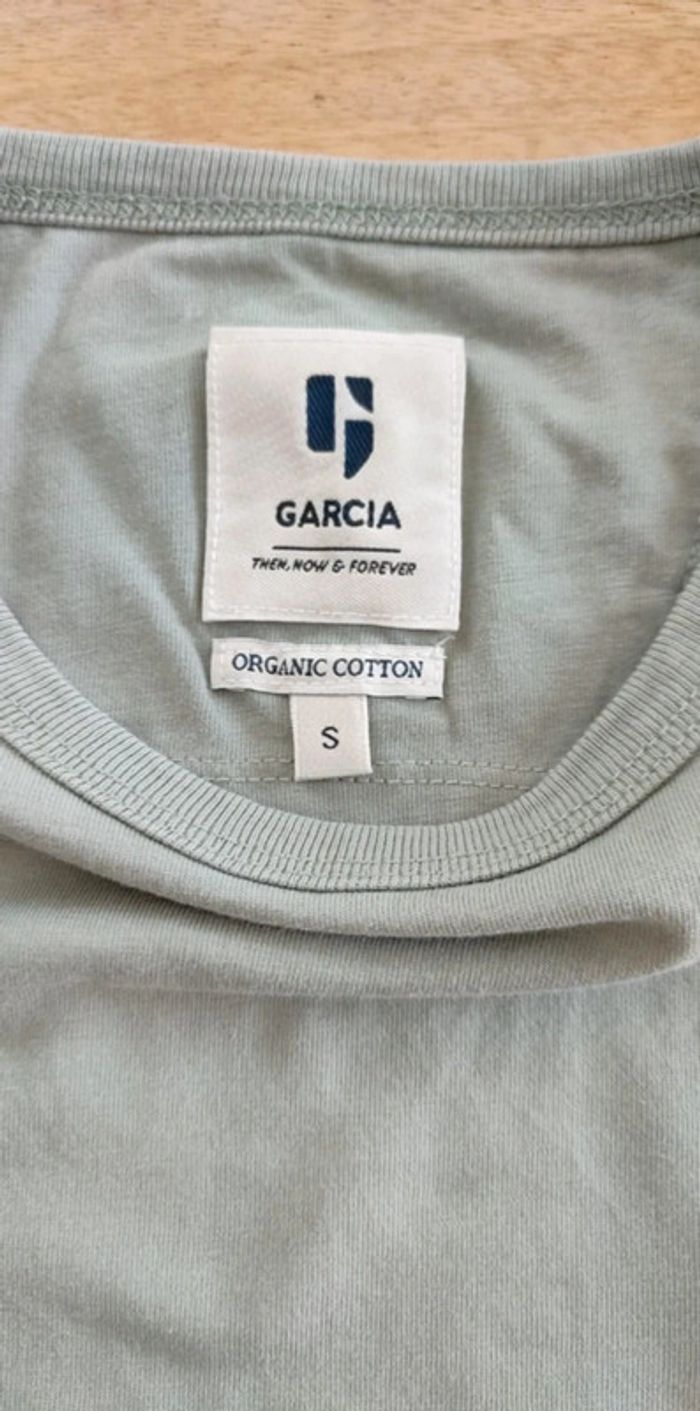 GARCIA
THEN, NOW & FOREVER
ORGANIC COTTON
S